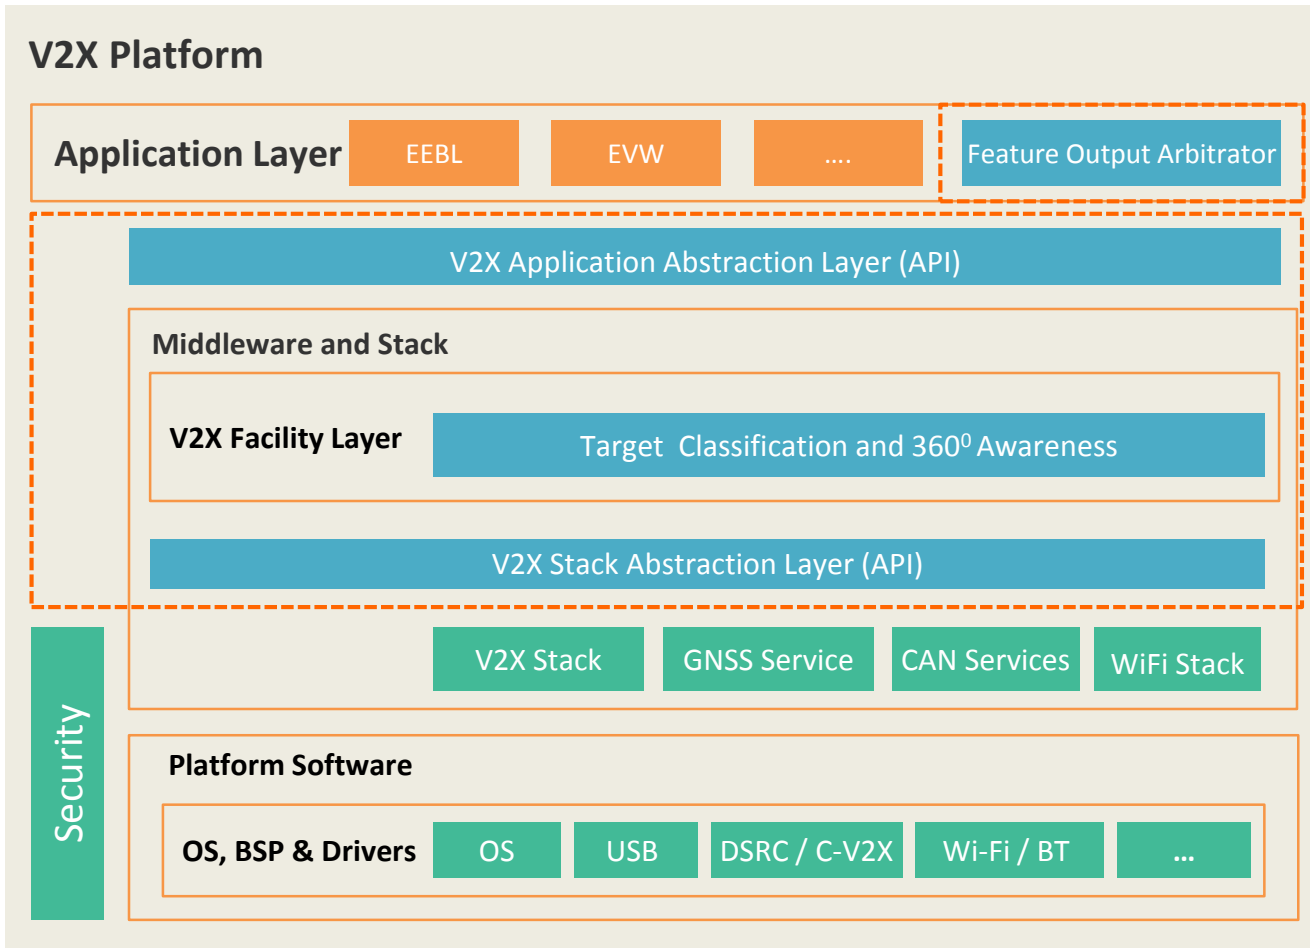 V2X Platform
Application Layer
EEBL
EVW
....
Feature Output Arbitrator
V2X Application Abstraction Layer (API)
Middleware and Stack
V2X Facility Layer
Target  Classification and 360⁰ Awareness
V2X Stack Abstraction Layer (API)
V2X Stack
GNSS Service
CAN Services
WiFi Stack
Security
Platform Software
OS, BSP & Drivers
OS
USB
DSRC / C-V2X
Wi-Fi / BT
...